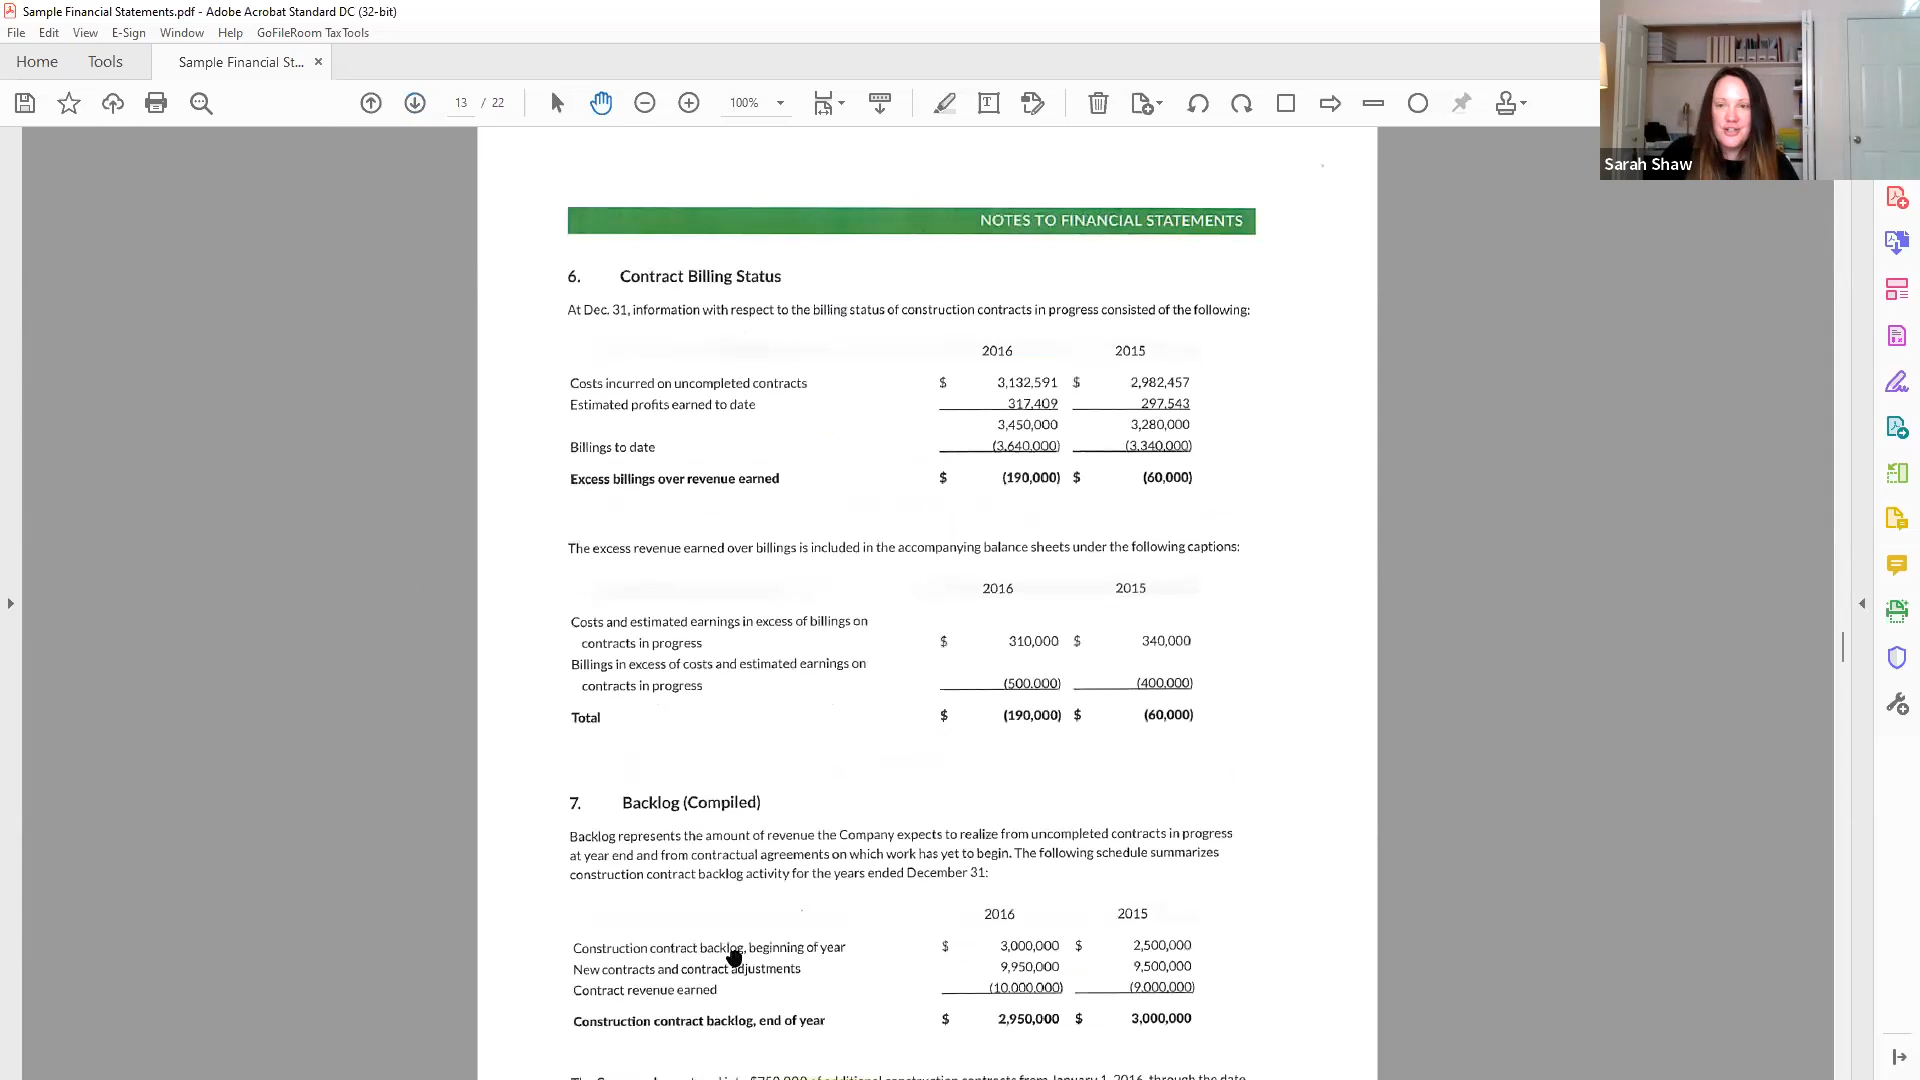 Sample Financial Statements.pdf - Adobe Acrobat Standard DC (32-bit)
File Edit View E-Sign Window Help GoFileRoom TaxTools
Home Tools Sample Financial St... ×
13 / 22 100%
Sarah Shaw
NOTES TO FINANCIAL STATEMENTS
6. Contract Billing Status
At Dec. 31, information with respect to the billing status of construction contracts in progress consisted of the following:
2016 2015
Costs incurred on uncompleted contracts $ 3,132,591 $ 2,982,457
Estimated profits earned to date 317,409 297,543
3,450,000 3,280,000
Billings to date (3,640,000) (3,340,000)
Excess billings over revenue earned $ (190,000) $ (60,000)
The excess revenue earned over billings is included in the accompanying balance sheets under the following captions:
2016 2015
Costs and estimated earnings in excess of billings on
contracts in progress $ 310,000 $ 340,000
Billings in excess of costs and estimated earnings on
contracts in progress (500,000) (400,000)
Total $ (190,000) $ (60,000)
7. Backlog (Compiled)
Backlog represents the amount of revenue the Company expects to realize from uncompleted contracts in progress
at year end and from contractual agreements on which work has yet to begin. The following schedule summarizes
construction contract backlog activity for the years ended December 31:
2016 2015
Construction contract backlog, beginning of year $ 3,000,000 $ 2,500,000
New contracts and contract adjustments 9,950,000 9,500,000
Contract revenue earned (10,000,000) (9,000,000)
Construction contract backlog, end of year $ 2,950,000 $ 3,000,000
$750,000 of additional construction contracts from January 1, 2016, through the date